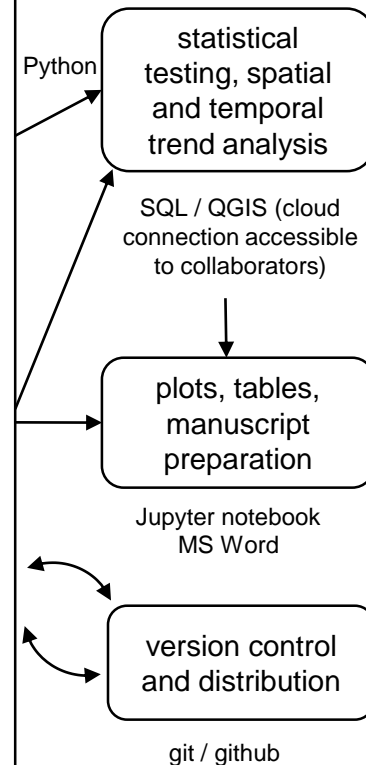 statistical
Python
testing, spatial
and temporal
trend analysis
SQL / QGIS (cloud
connection accessible
to collaborators)
plots, tables,
manuscript
preparation
Jupyter notebook
MS Word
version control
and distribution
git / github